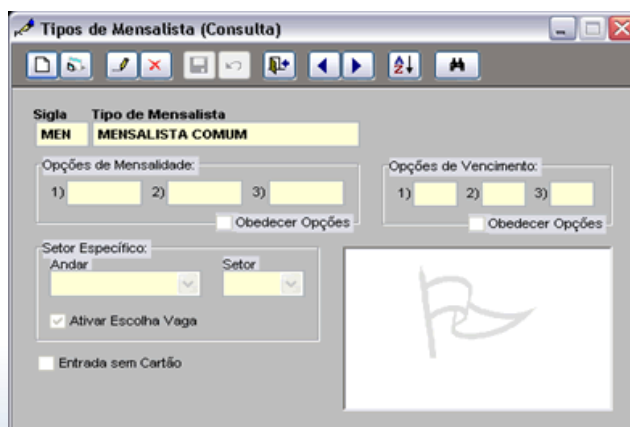 Tipos de Mensalista (Consulta)
Sigla Tipo de Mensalista
MEN MENSALISTA COMUM
Opções de Mensalidade:
1) 2) 3)
Obedecer Opções
Opções de Vencimento:
1) 2) 3)
Obedecer Opções
Setor Específico:
Andar Setor
Ativar Escolha Vaga
Entrada sem Cartão